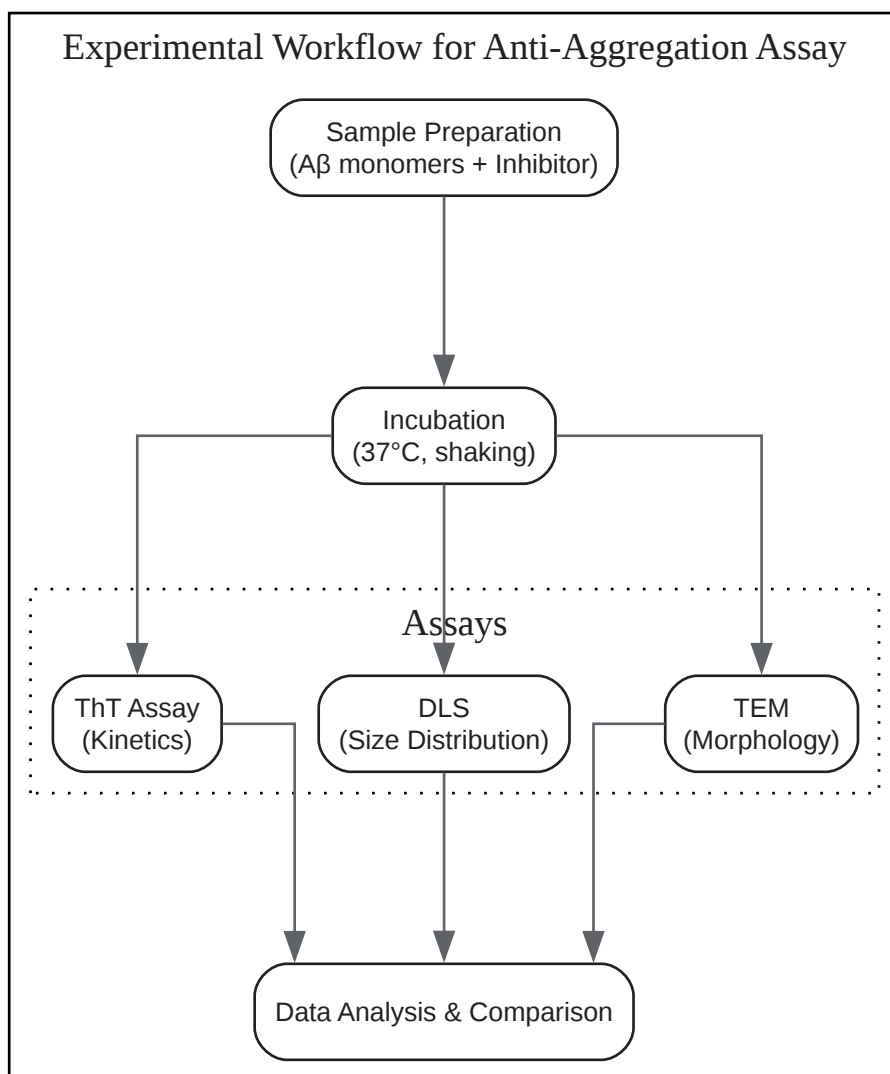 Experimental Workflow for Anti-Aggregation Assay
Sample Preparation
(Aβ monomers + Inhibitor)
Incubation
(37°C, shaking)
Assays
ThT Assay
(Kinetics)
DLS
(Size Distribution)
TEM
(Morphology)
Data Analysis & Comparison